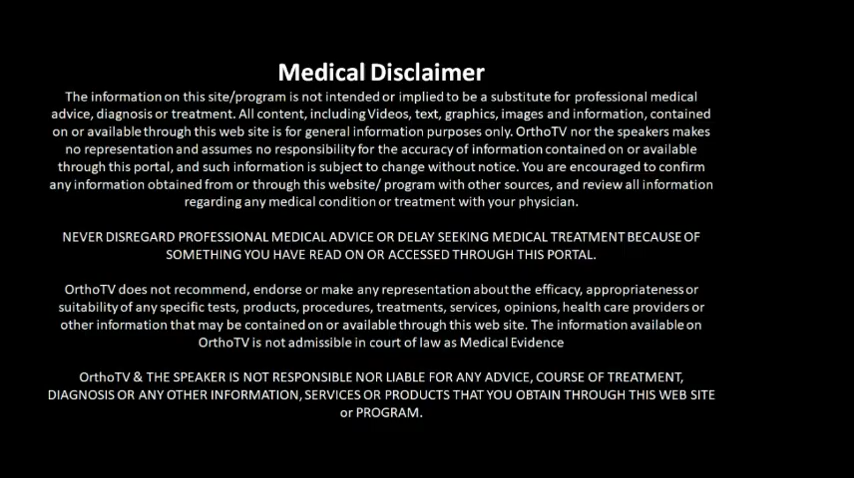 Medical Disclaimer
The information on this site/program is not intended or implied to be a substitute for professional medical
advice, diagnosis or treatment. All content, including Videos, text, graphics, images and information, contained
on or available through this web site is for general information purposes only. OrthoTV nor the speakers makes
no representation and assumes no responsibility for the accuracy of information contained on or available
through this portal, and such information is subject to change without notice. You are encouraged to confirm
any information obtained from or through this website/ program with other sources, and review all information
regarding any medical condition or treatment with your physician.
NEVER DISREGARD PROFESSIONAL MEDICAL ADVICE OR DELAY SEEKING MEDICAL TREATMENT BECAUSE OF
SOMETHING YOU HAVE READ ON OR ACCESSED THROUGH THIS PORTAL.
OrthoTV does not recommend, endorse or make any representation about the efficacy, appropriateness or
suitability of any specific tests, products, procedures, treatments, services, opinions, health care providers or
other information that may be contained on or available through this web site. The information available on
OrthoTV is not admissible in court of law as Medical Evidence
OrthoTV & THE SPEAKER IS NOT RESPONSIBLE NOR LIABLE FOR ANY ADVICE, COURSE OF TREATMENT,
DIAGNOSIS OR ANY OTHER INFORMATION, SERVICES OR PRODUCTS THAT YOU OBTAIN THROUGH THIS WEB SITE
or PROGRAM.